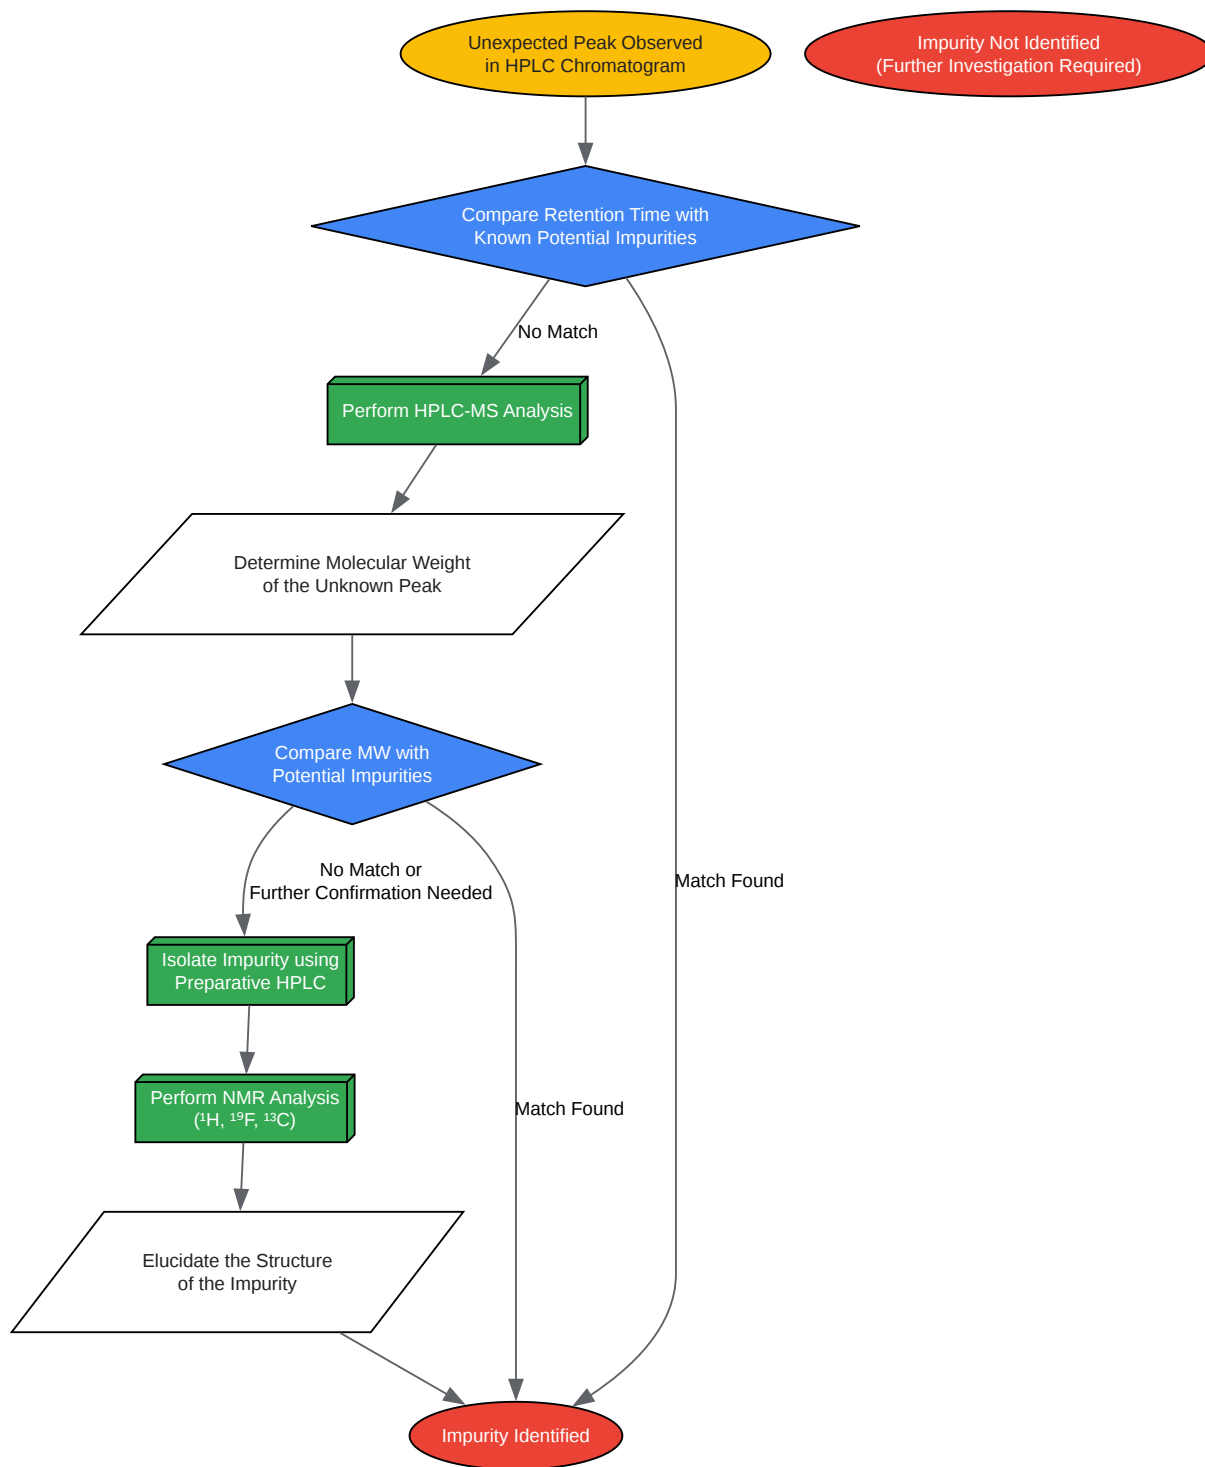 Unexpected Peak Observed
in HPLC Chromatogram
Impurity Not Identified
(Further Investigation Required)
Compare Retention Time with
Known Potential Impurities
No Match
Perform HPLC-MS Analysis
Determine Molecular Weight
of the Unknown Peak
Compare MW with
Potential Impurities
No Match or
Further Confirmation Needed
Match Found
Isolate Impurity using
Preparative HPLC
Perform NMR Analysis
(¹H, ¹⁹F, ¹³C)
Match Found
Elucidate the Structure
of the Impurity
Impurity Identified